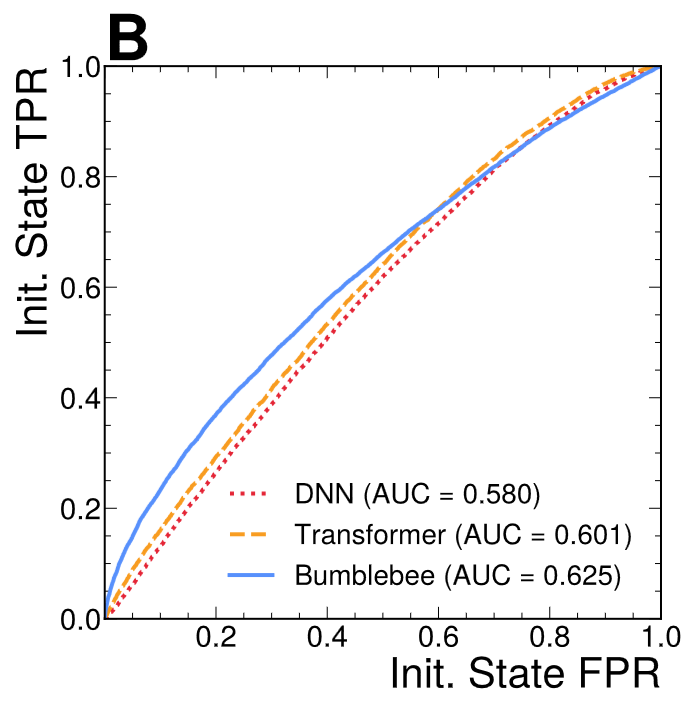 B
Init. State TPR
1.0
0.8
0.6
0.4
0.2
0.0
DNN (AUC = 0.580)
Transformer (AUC = 0.601)
Bumblebee (AUC = 0.625)
0.2 0.4 0.6 0.8 1.0
Init. State FPR